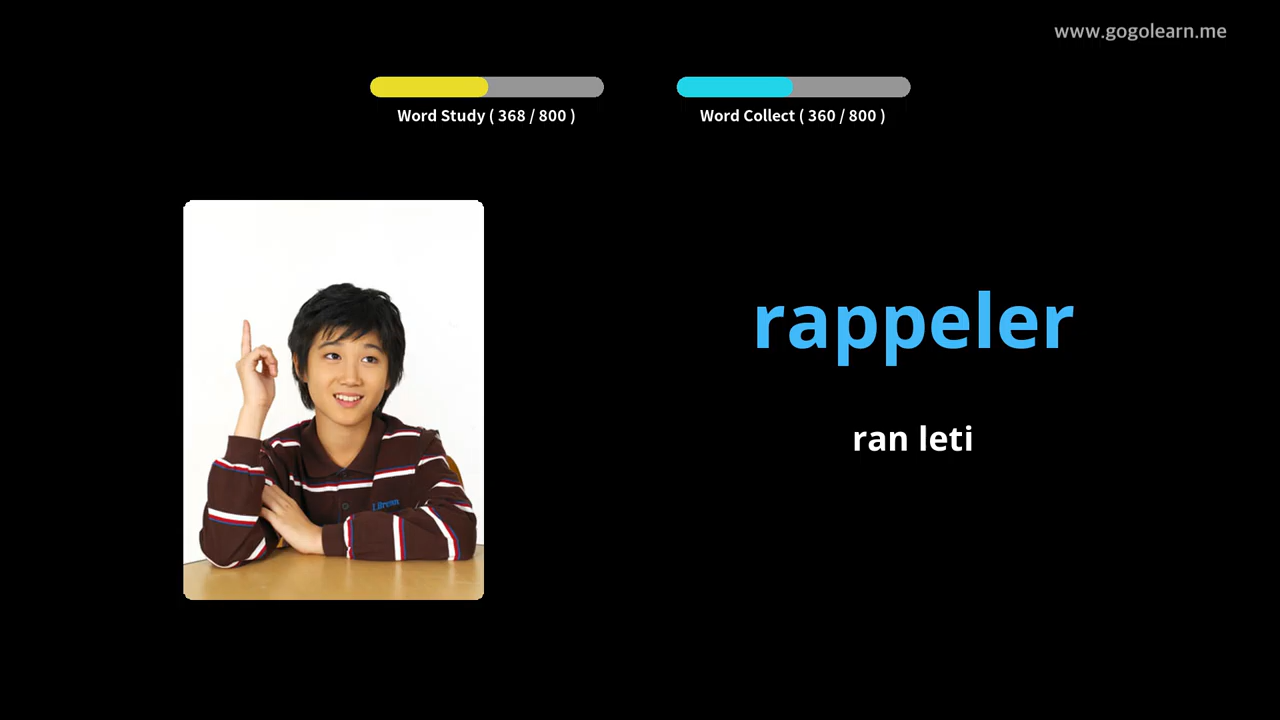 www.gogolearn.me
Word Study ( 368 / 800 )
Word Collect ( 360 / 800 )
rappeler
ran leti